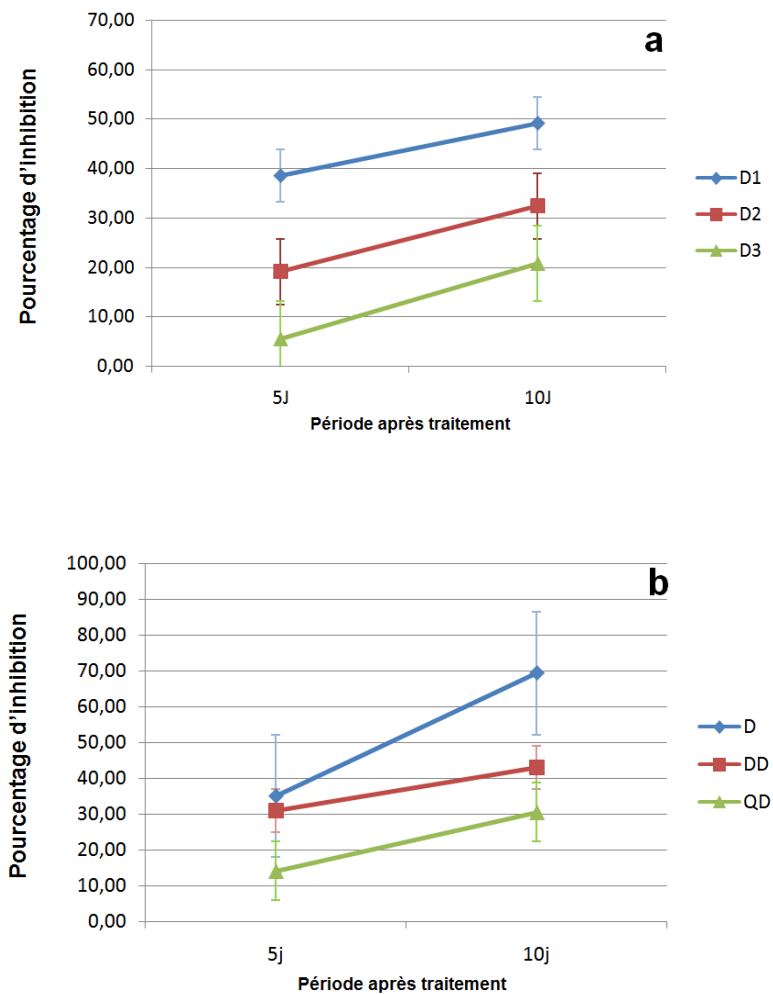 a
70,00
60,00
50,00
40,00
30,00
20,00
10,00
0,00
Pourcentage d'inhibition
5J
10J
Période après traitement
D1
D2
D3
b
100,00
90,00
80,00
70,00
60,00
50,00
40,00
30,00
20,00
10,00
0,00
Pourcentage d'inhibition
5j
10j
Période après traitement
D
DD
QD